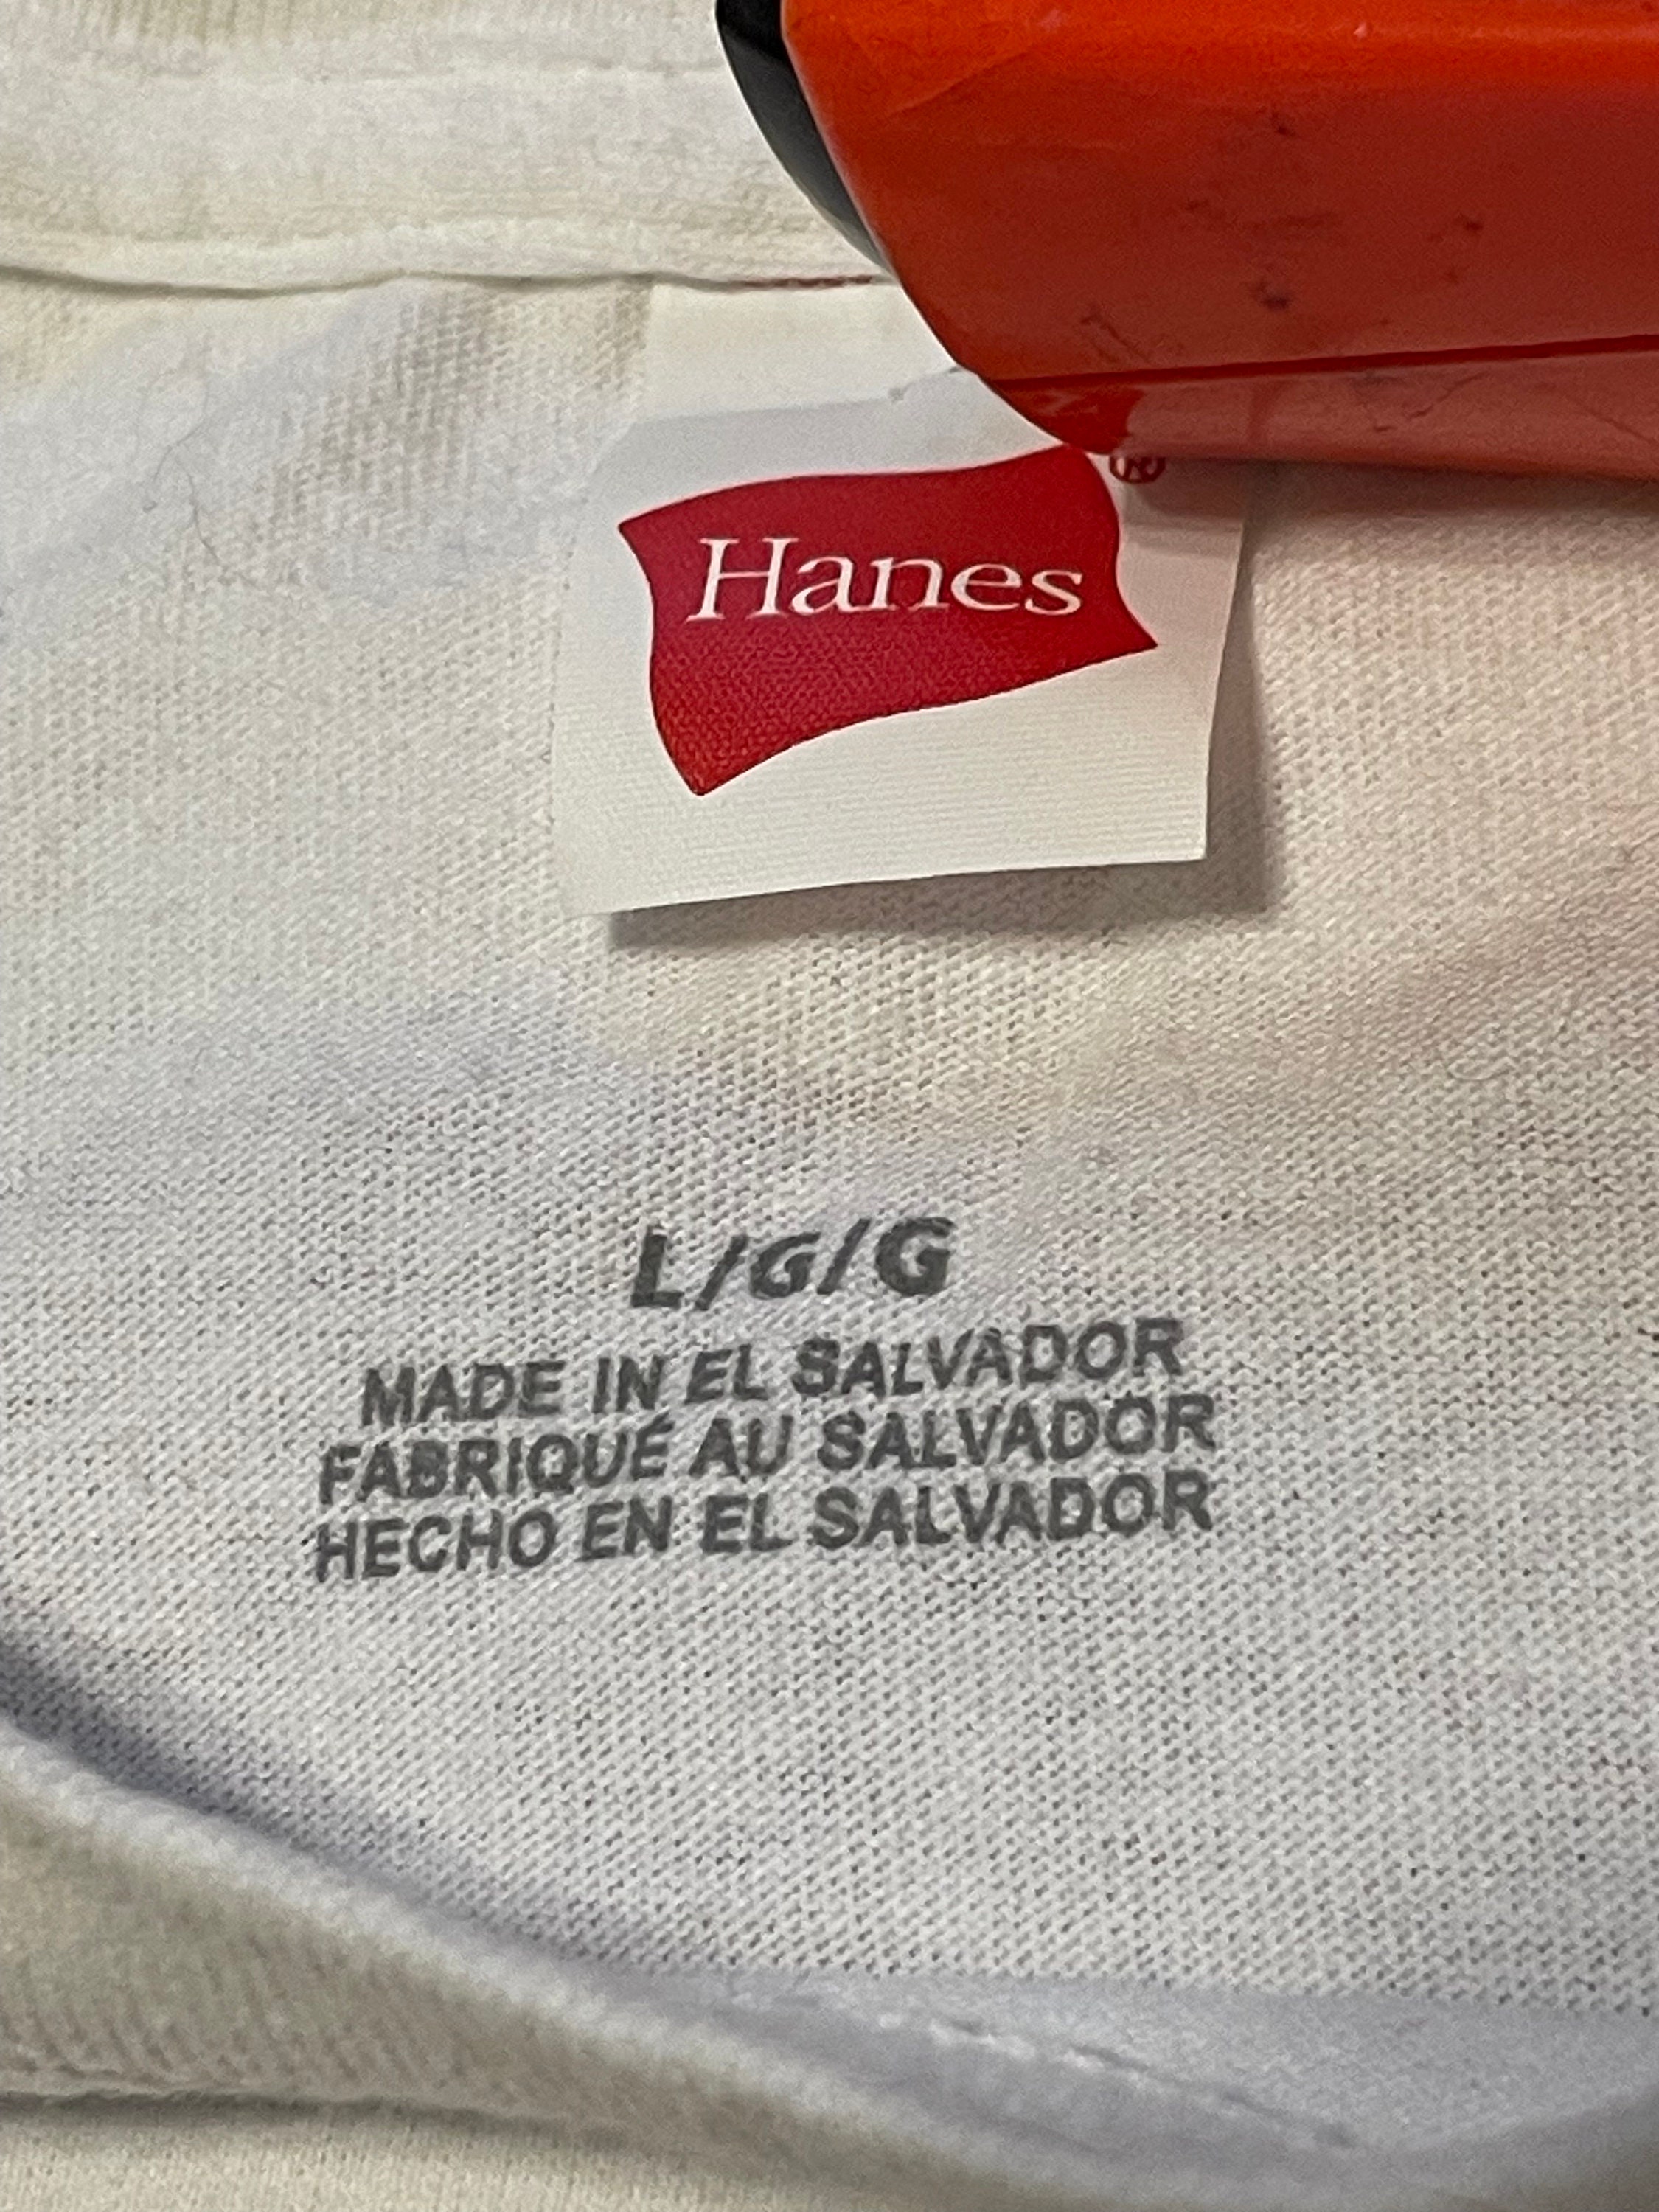 Hanes®
L/G/G
MADE IN EL SALVADOR
FABRIQUÉ AU SALVADOR
HECHO EN EL SALVADOR